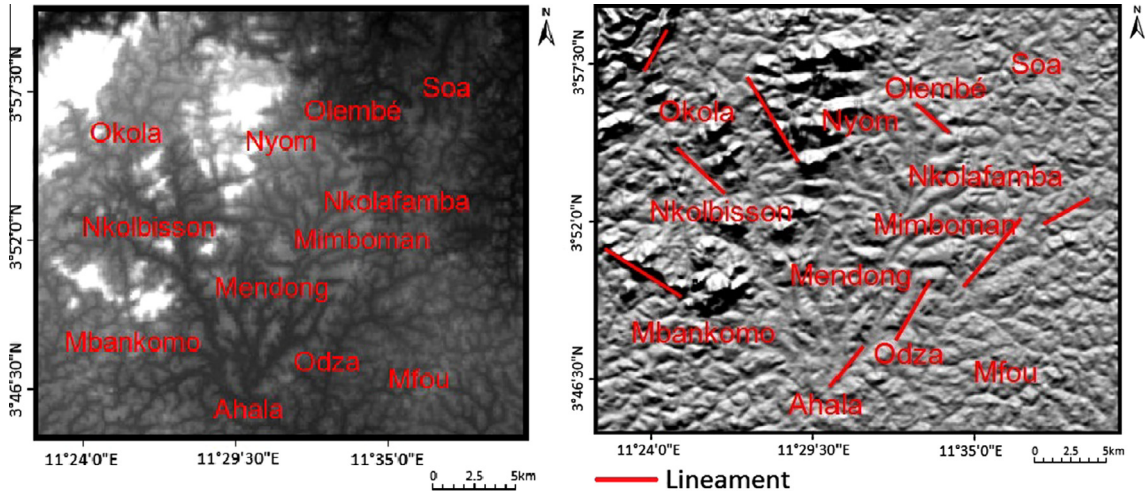 N
3°57'30"N
3°52'0"N
3°46'30"N
Soa
Olembé
Okola
Nyom
Nkolafamba
Nkolbisson
Mimboman
Mendong
Mbankomo
Odza
Mfou
Ahala
11°24'0"E
11°29'30"E
11°35'0"E
0 2.5 5km
N
3°57'30"N
3°52'0"N
3°46'30"N
Soa
Olembé
Okola
Nyom
Nkolafamba
Nkolbisson
Mimboman
Mendong
Mbankomo
Odza
Mfou
Ahala
11°24'0"E
11°29'30"E
11°35'0"E
0 2.5 5km
Lineament